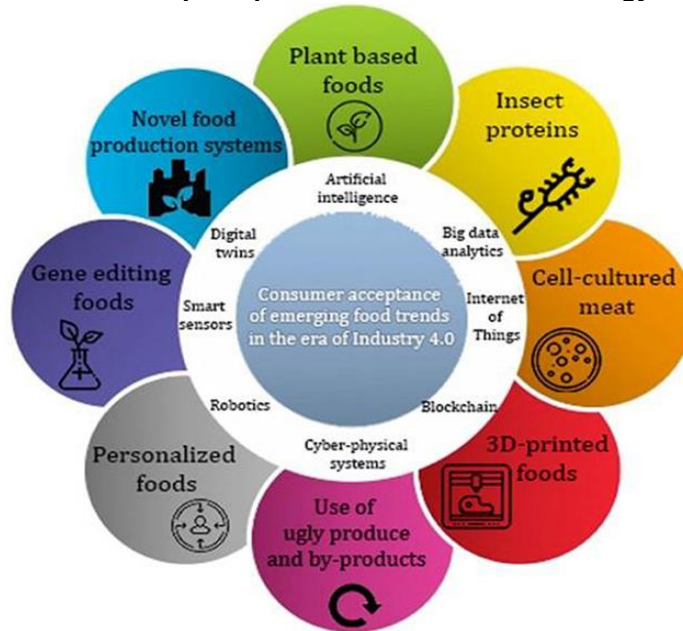 Plant based
foods
Insect
proteins
Cell-cultured
meat
3D-printed
foods
Use of
ugly produce
and by-products
Personalized
foods
Gene editing
foods
Novel food
production systems
Artificial
intelligence
Big data
analytics
Internet
of
Things
Blockchain
Cyber-physical
systems
Robotics
Smart
sensors
Digital
twins
Consumer acceptance
of emerging food trends
in the era of Industry 4.0